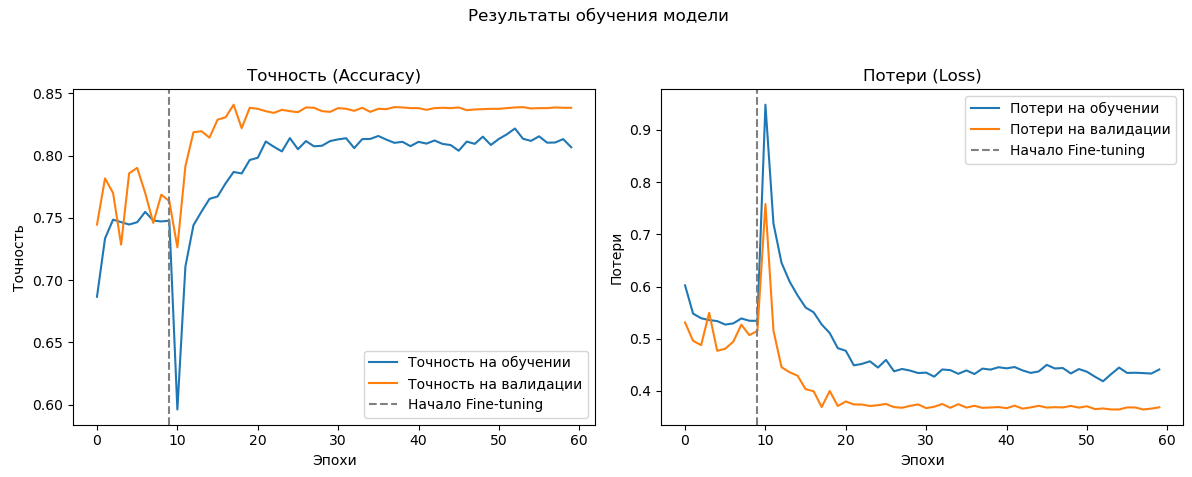 Результаты обучения модели
Точность (Accuracy)
Точность
0.85
0.80
0.75
0.70
0.65
0.60
Точность на обучении
Точность на валидации
Начало Fine-tuning
0
10
20
30
40
50
60
Эпохи
Потери (Loss)
Потери
0.9
0.8
0.7
0.6
0.5
0.4
Потери на обучении
Потери на валидации
Начало Fine-tuning
0
10
20
30
40
50
60
Эпохи